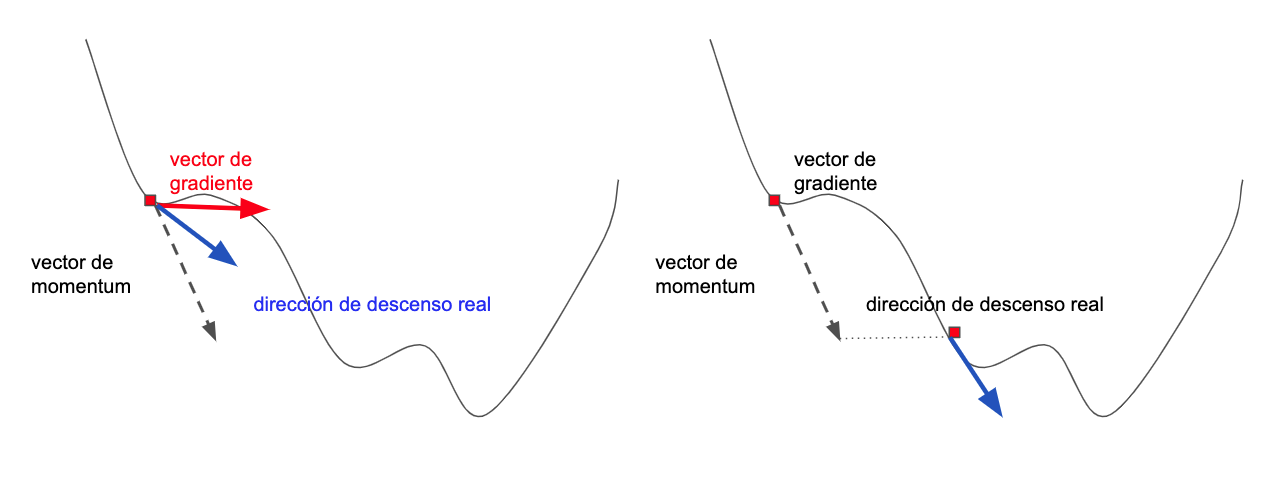 vector de
gradiente
vector de
momentum
dirección de descenso real
vector de
gradiente
vector de
momentum
dirección de descenso real